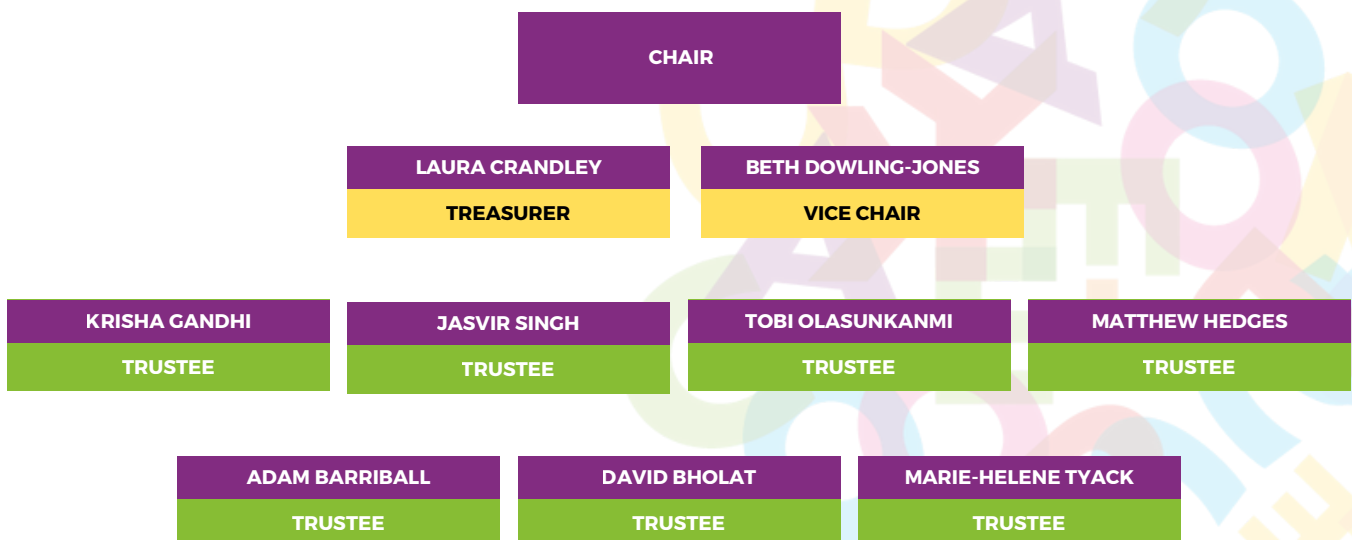 CHAIR
LAURA CRANDLEY
TREASURER
BETH DOWLING-JONES
VICE CHAIR
KRISHA GANDHI
TRUSTEE
JASVIR SINGH
TRUSTEE
TOBI OLASUNKANMI
TRUSTEE
MATTHEW HEDGES
TRUSTEE
ADAM BARRIBALL
TRUSTEE
DAVID BHOLAT
TRUSTEE
MARIE-HELENE TYACK
TRUSTEE